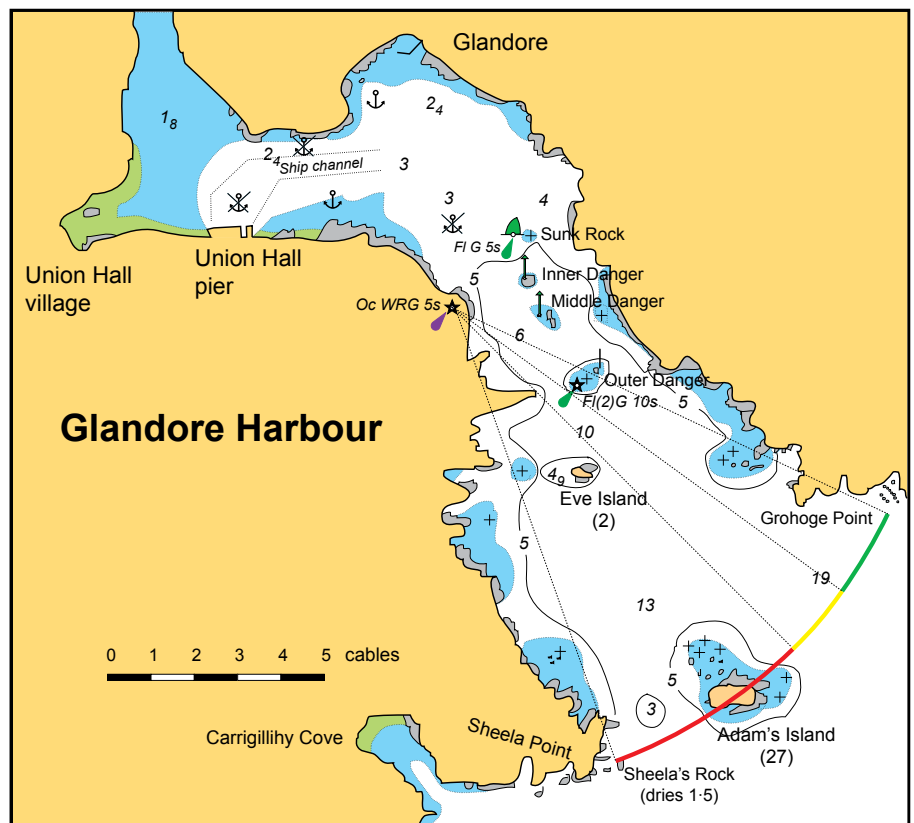 Glandore
1₈
2₄
2₄
Ship channel
3
3
4
Sunk Rock
Fl G 5s
Union Hall
village
Union Hall
pier
5
Inner Danger
Middle Danger
Oc WRG 5s
6
Outer Danger
Fl(2)G 10s
5
Glandore Harbour
10
4₉
Eve Island
(2)
Grohoge Point
5
19
13
0 1 2 3 4 5 cables
5
3
Carrigillihy Cove
Sheela Point
Adam's Island
(27)
Sheela's Rock
(dries 1·5)